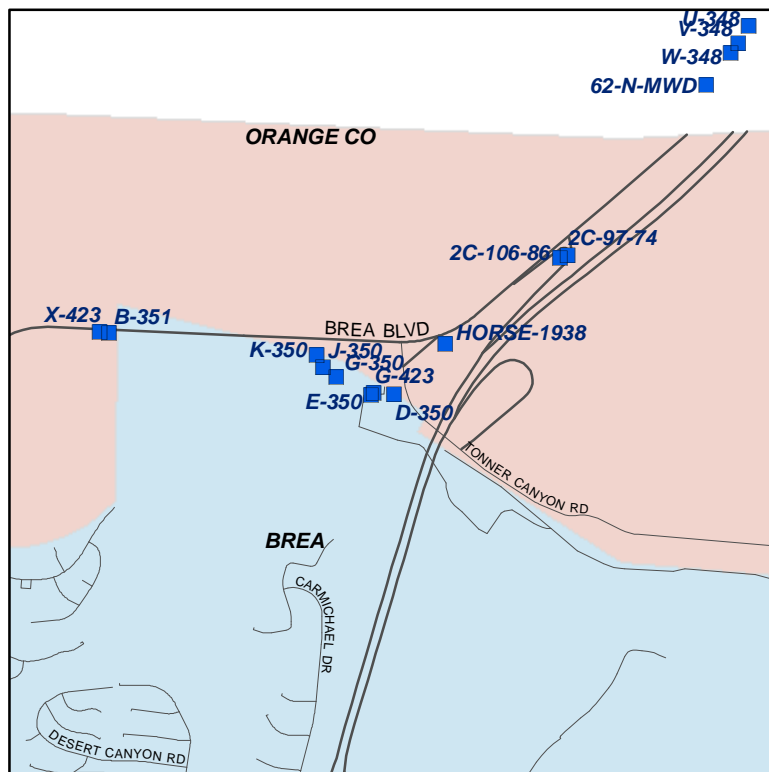 U-348
V-348
W-348
62-N-MWD
ORANGE CO
2C-97-74
2C-106-86
X-423
B-351
BREA BLVD
HORSE-1938
K-350
J-350
G-350
G-423
E-350
D-350
TONNER CANYON RD
BREA
CARMICHAEL DR
DESERT CANYON RD